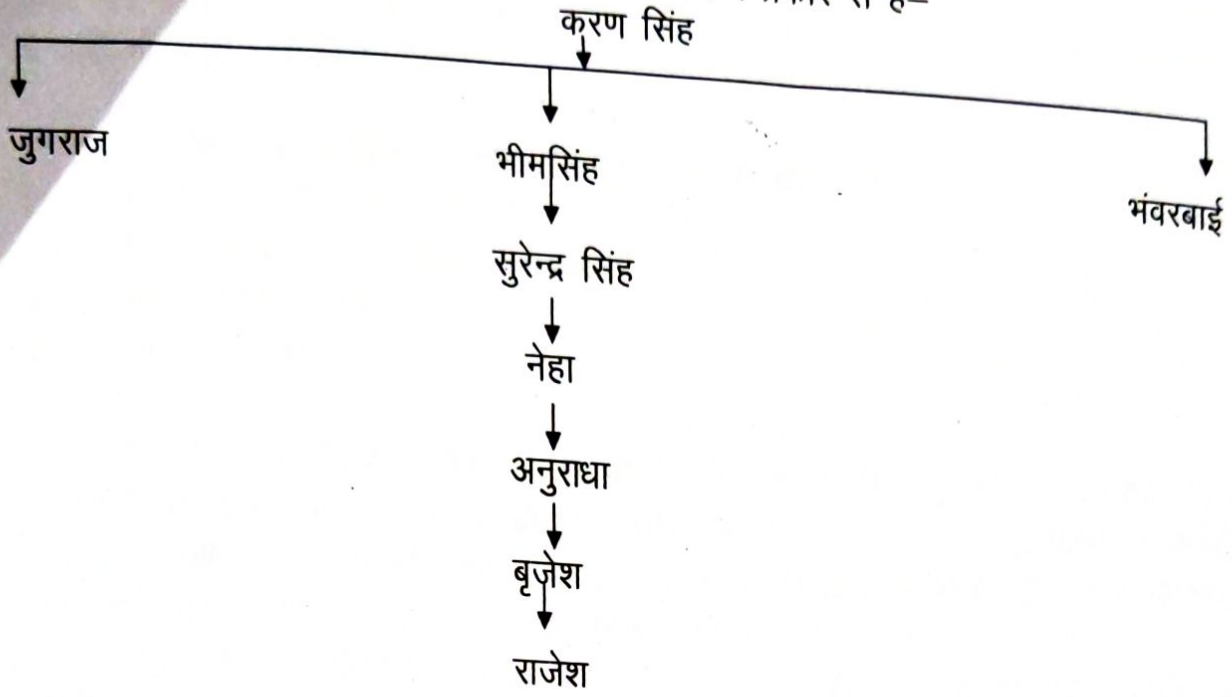 करण सिंह
जुगराज
भीमसिंह
भंवरबाई
सुरेन्द्र सिंह
नेहा
अनुराधा
बृजेश
राजेश